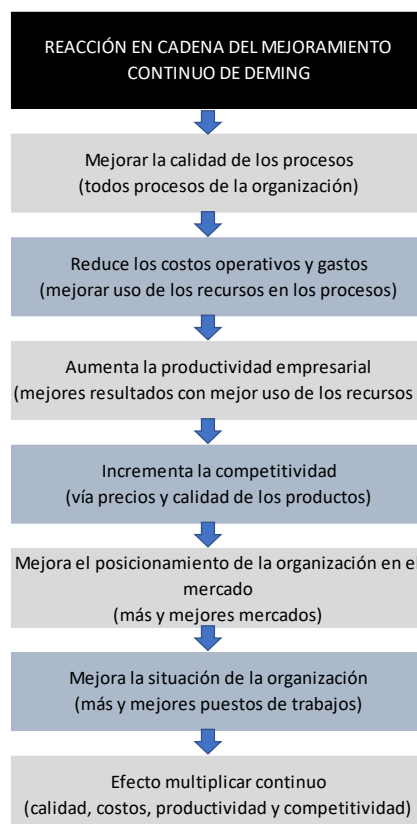 REACCIÓN EN CADENA DEL MEJORAMIENTO
CONTINUO DE DEMING
Mejorar la calidad de los procesos
(todos procesos de la organización)
Reduce los costos operativos y gastos
(mejorar uso de los recursos en los procesos)
Aumenta la productividad empresarial
(mejores resultados con mejor uso de los recursos
Incrementa la competitividad
(vía precios y calidad de los productos)
Mejora el posicionamiento de la organización en e
mercado
(más y mejores mercados)
Mejora la situación de la organización
(más y mejores puestos de trabajos)
Efecto multiplicar continuo
(calidad, costos, productividad y competitividad)